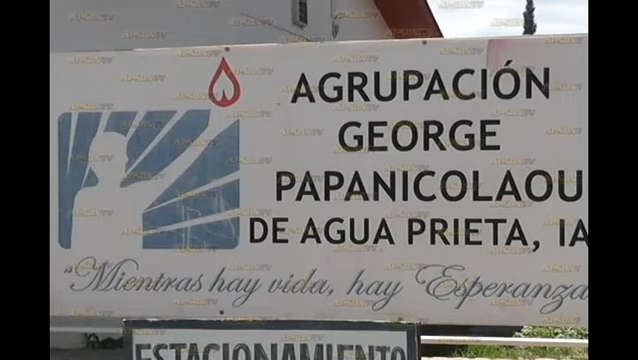 AGRUPACIÓN
GEORGE
PAPANICOLAOU
DE AGUA PRIETA, IA
"Mientras hay vida, hay Esperanza
ESTACIONAMIENTO